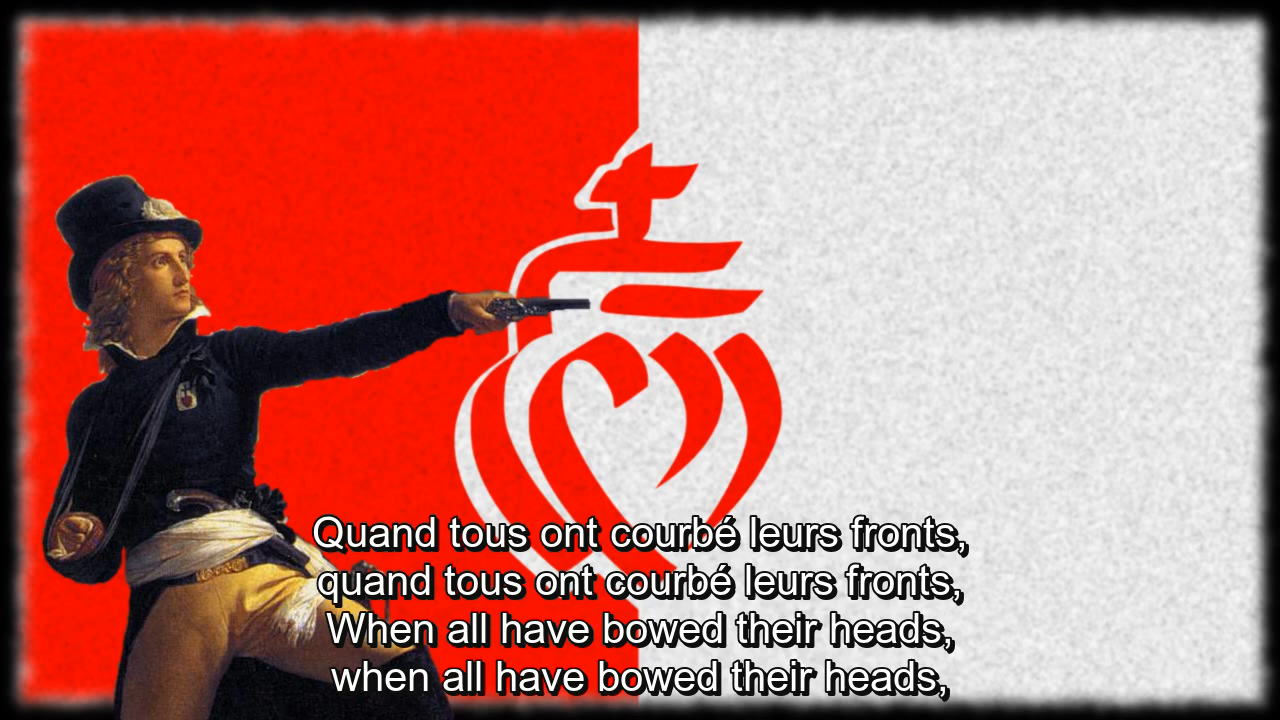 Quand tous ont courbé leurs fronts,
quand tous ont courbé leurs fronts,
When all have bowed their heads,
when all have bowed their heads,